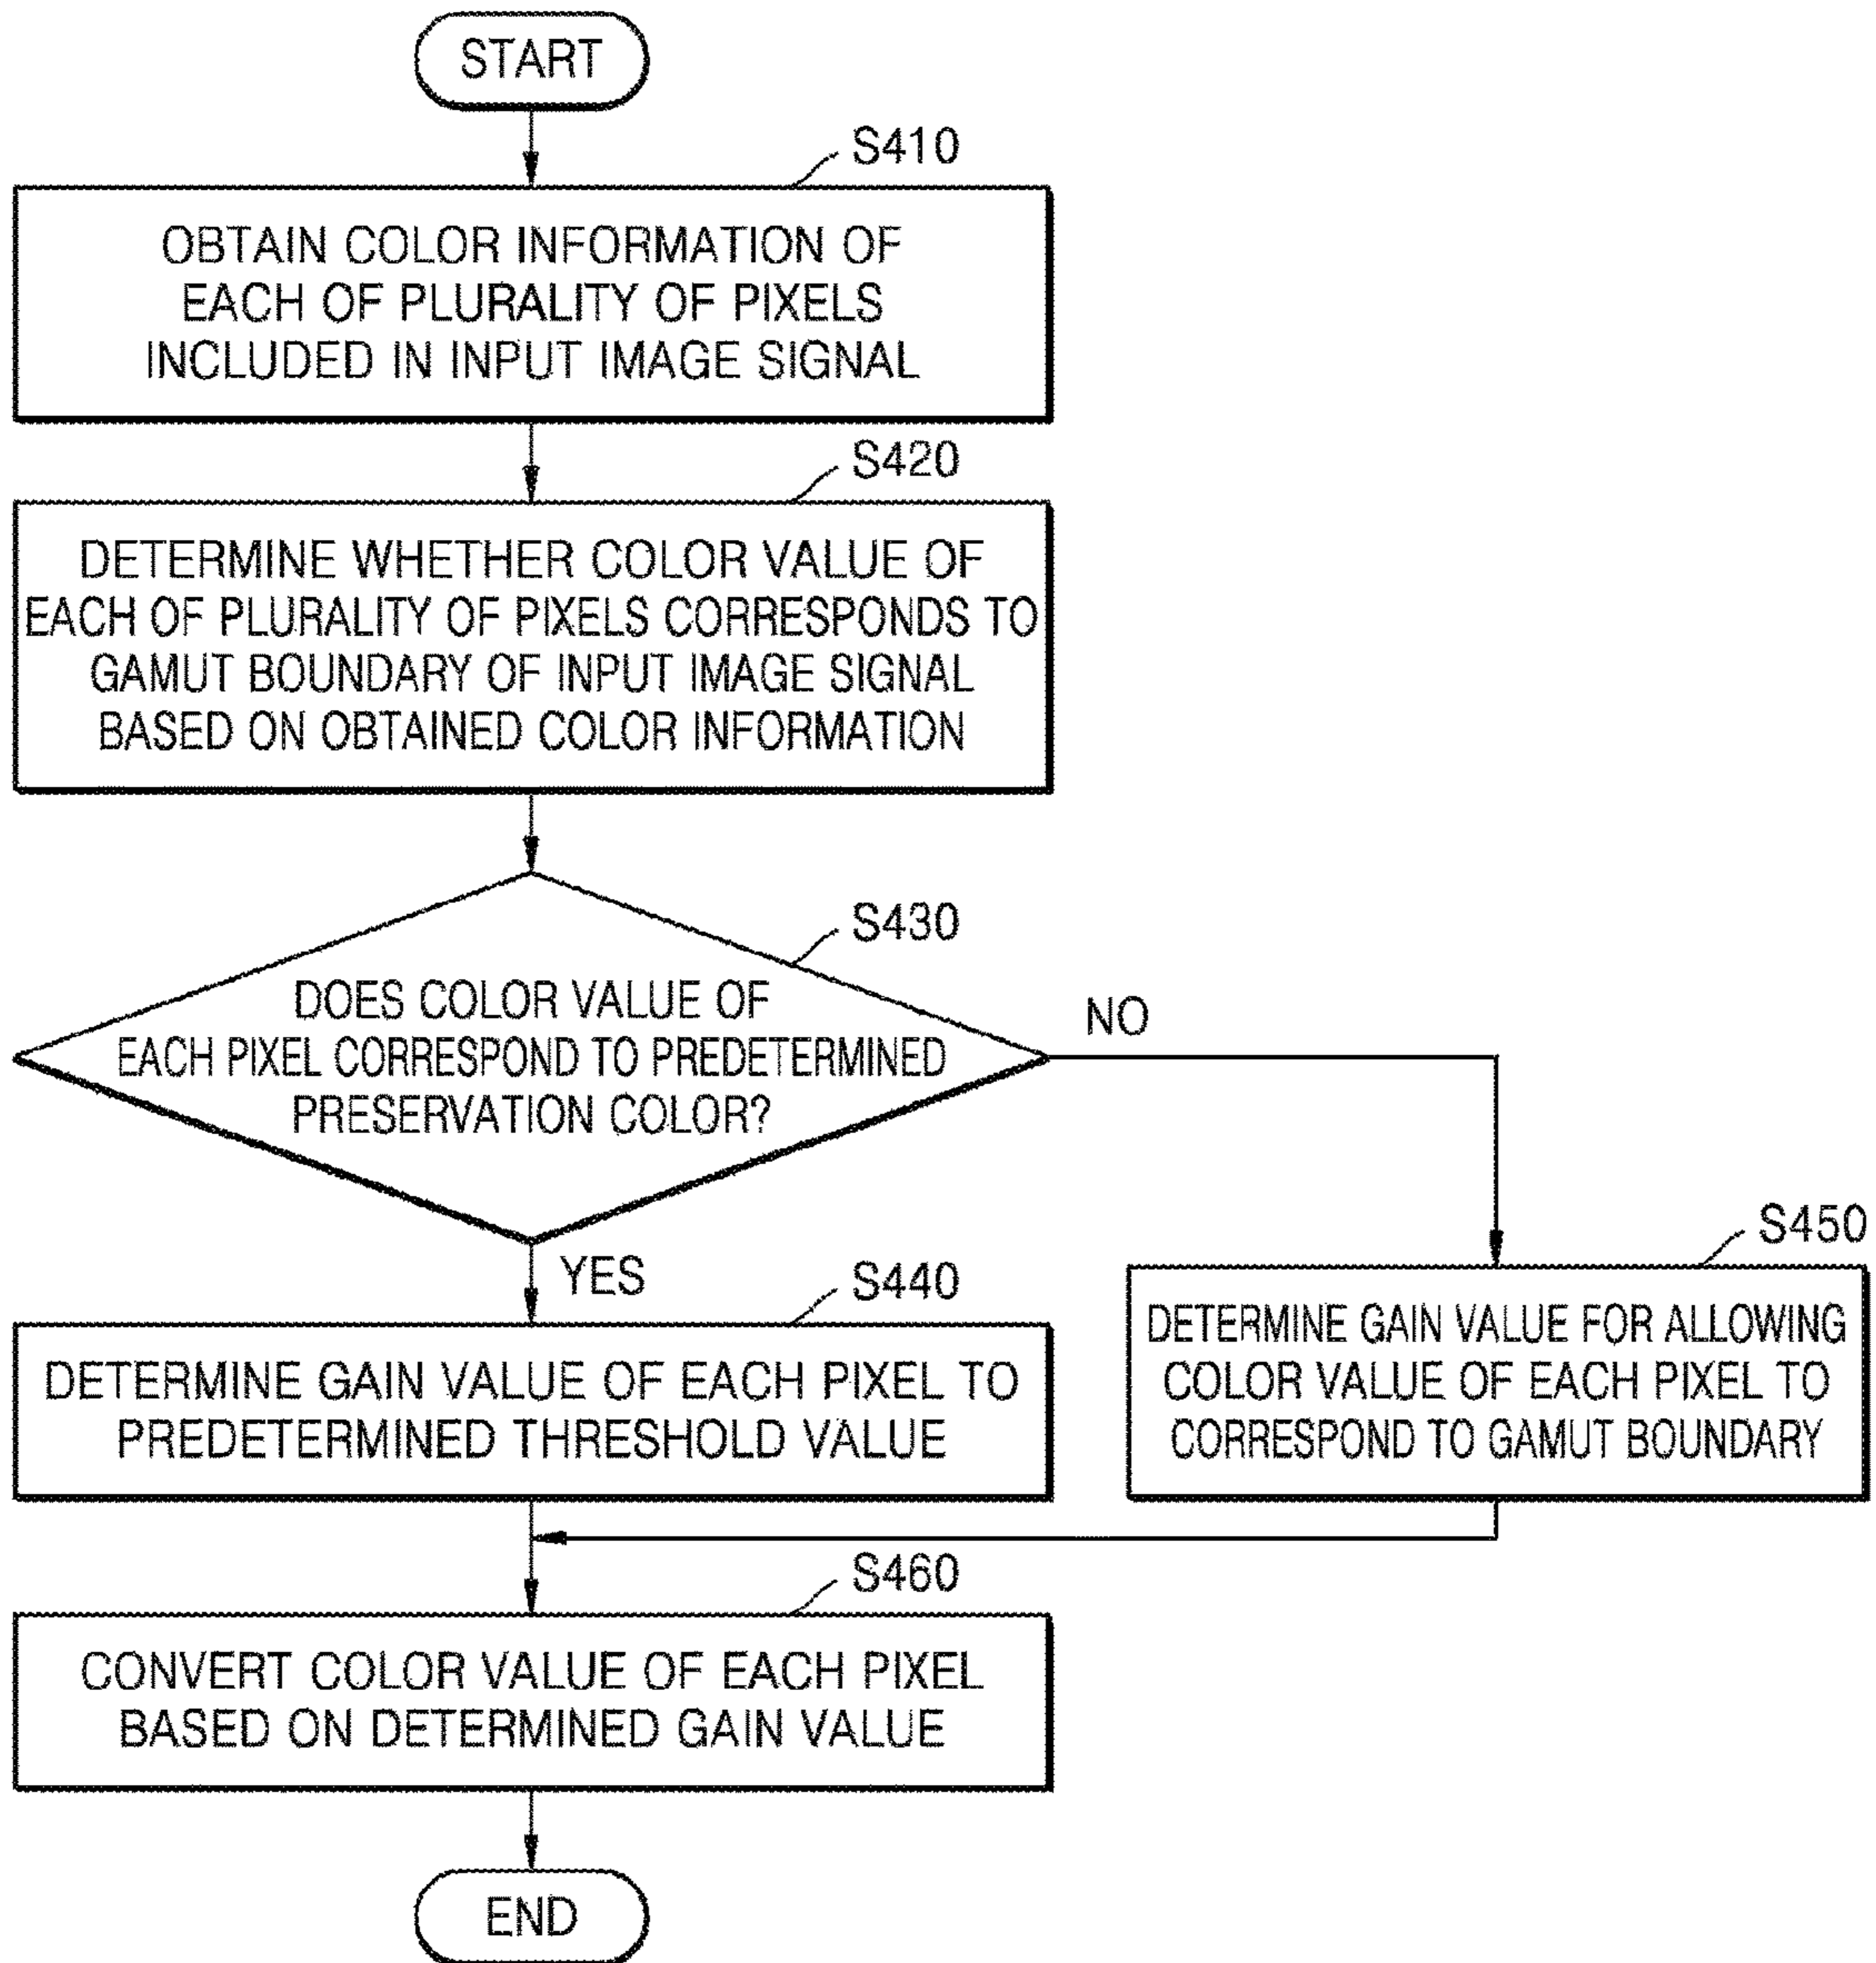 START
S410
OBTAIN COLOR INFORMATION OF
EACH OF PLURALITY OF PIXELS
INCLUDED IN INPUT IMAGE SIGNAL
S420
DETERMINE WHETHER COLOR VALUE OF
EACH OF PLURALITY OF PIXELS CORRESPONDS TO
GAMUT BOUNDARY OF INPUT IMAGE SIGNAL
BASED ON OBTAINED COLOR INFORMATION
S430
DOES COLOR VALUE OF
EACH PIXEL CORRESPOND TO PREDETERMINED
PRESERVATION COLOR?
NO
YES
S440
DETERMINE GAIN VALUE OF EACH PIXEL TO
PREDETERMINED THRESHOLD VALUE
S450
DETERMINE GAIN VALUE FOR ALLOWING
COLOR VALUE OF EACH PIXEL TO
CORRESPOND TO GAMUT BOUNDARY
S460
CONVERT COLOR VALUE OF EACH PIXEL
BASED ON DETERMINED GAIN VALUE
END